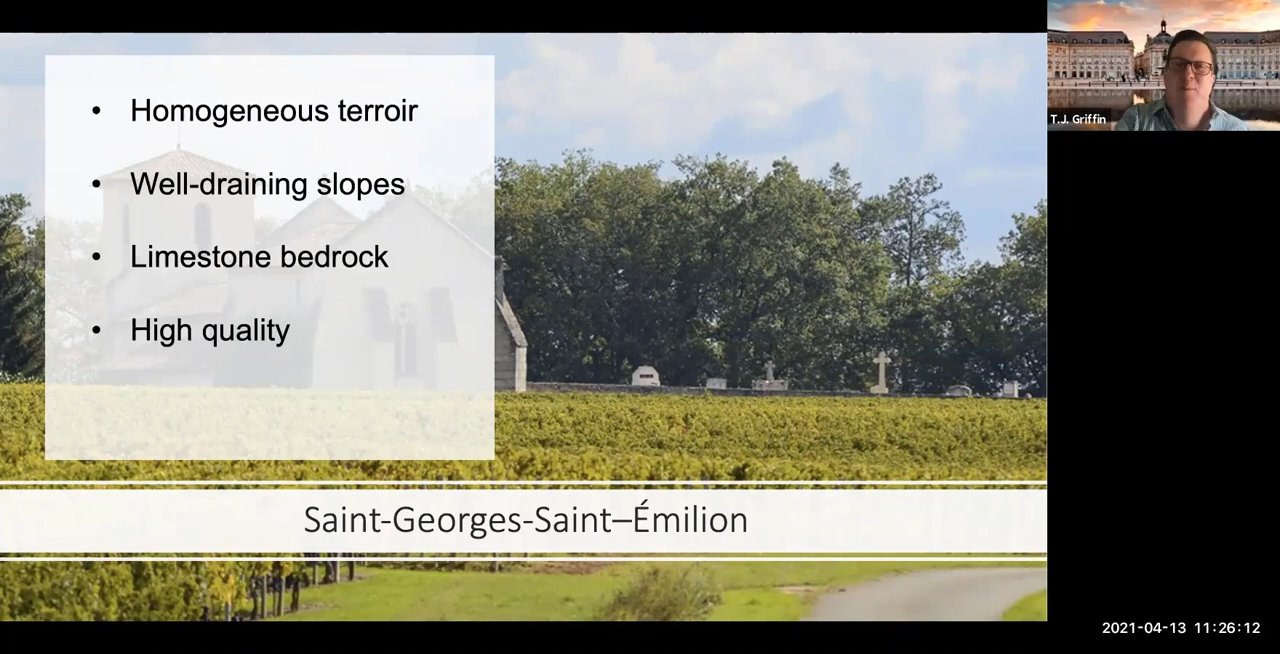 • Homogeneous terroir
• Well-draining slopes
• Limestone bedrock
• High quality
Saint-Georges-Saint–Émilion
T.J. Griffin
2021-04-13 11:26:12